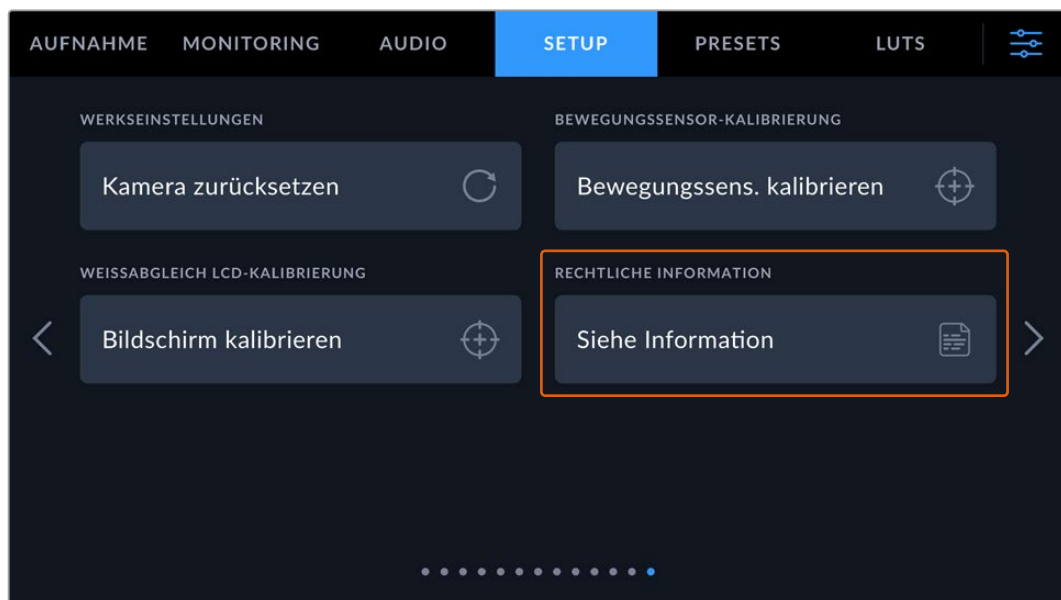 AUFNAHME MONITORING AUDIO SETUP PRESETS LUTS
WERKSEINSTELLUNGEN
Kamera zurücksetzen
BEWEGUNGSSENSOR-KALIBRIERUNG
Bewegungssens. kalibrieren
WEISSABGLEICH LCD-KALIBRIERUNG
Bildschirm kalibrieren
RECHTLICHE INFORMATION
Siehe Information